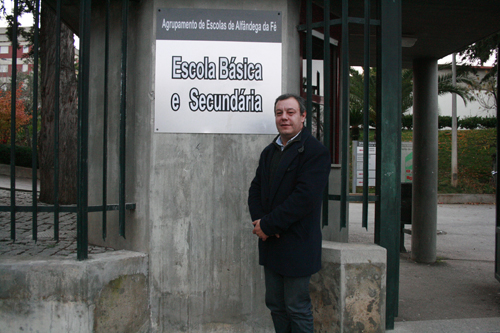 Agrupamento de Escolas de Alfândega da Fé
Escola Básica
e Secundária